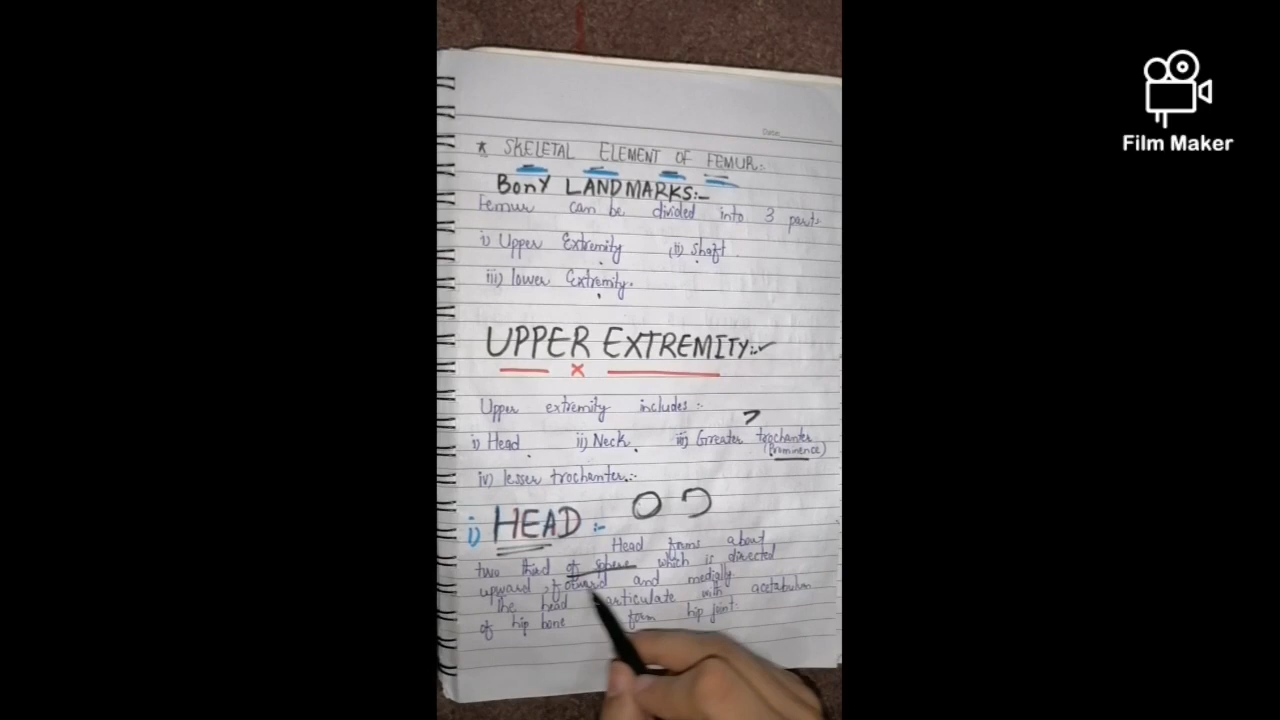 Date
* SKELETAL ELEMENT OF FEMUR:-
BONY LANDMARKS:-
Femur can be divided into 3 parts
i) Upper Extremity (ii) Shaft.
iii) lower Extremity.
UPPER EXTREMITY:-
x
Upper extremity includes:-
i) Head ii) Neck iii) Greater trochanter
(Prominence)
iv) lesser trochanter:-
i) HEAD:-
Head forms about
two third of sphere which is directed
upward, forward and medially
The head articulate with acetabulum
of hip bone form hip joint.
Film Maker